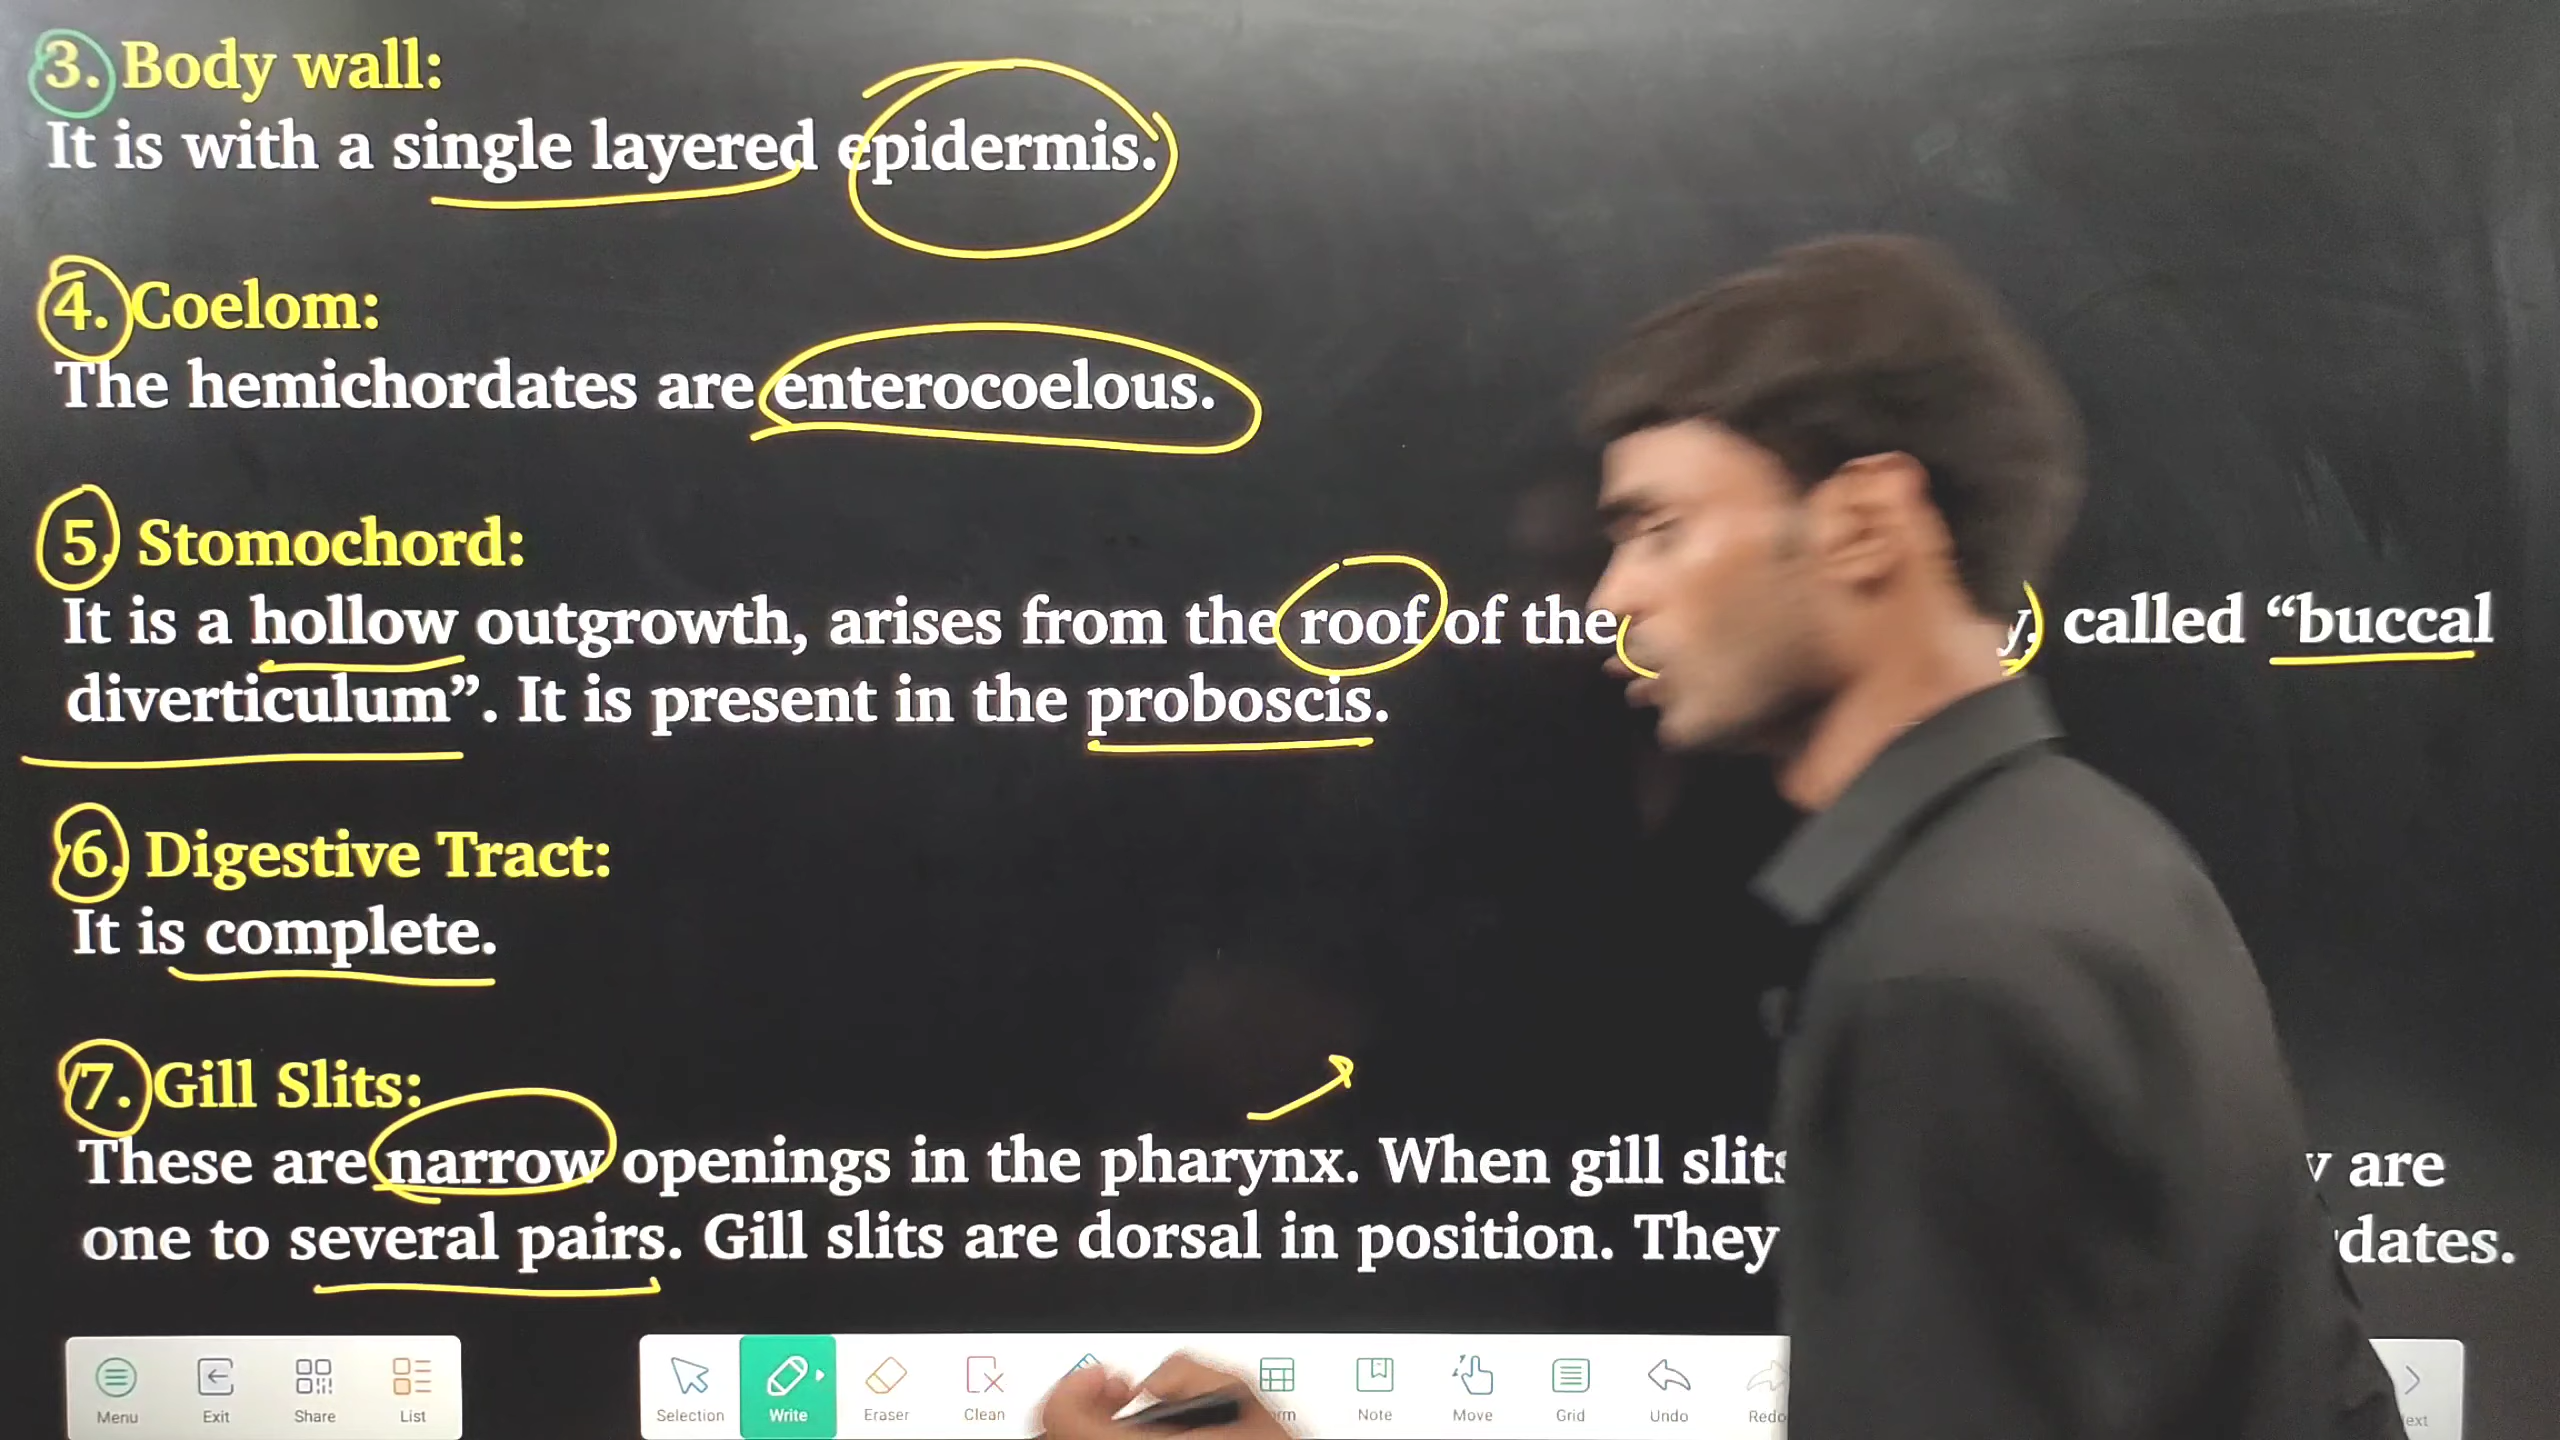 3. Body wall:
It is with a single layered epidermis.
4. Coelom:
The hemichordates are enterocoelous.
5. Stomochord:
It is a hollow outgrowth, arises from the roof of the called “buccal
diverticulum”. It is present in the proboscis.
6. Digestive Tract:
It is complete.
7. Gill Slits:
These are narrow openings in the pharynx. When gill slits are
one to several pairs. Gill slits are dorsal in position. They
Menu Exit Share List Selection Write Eraser Clean Note Move Grid Undo Redo